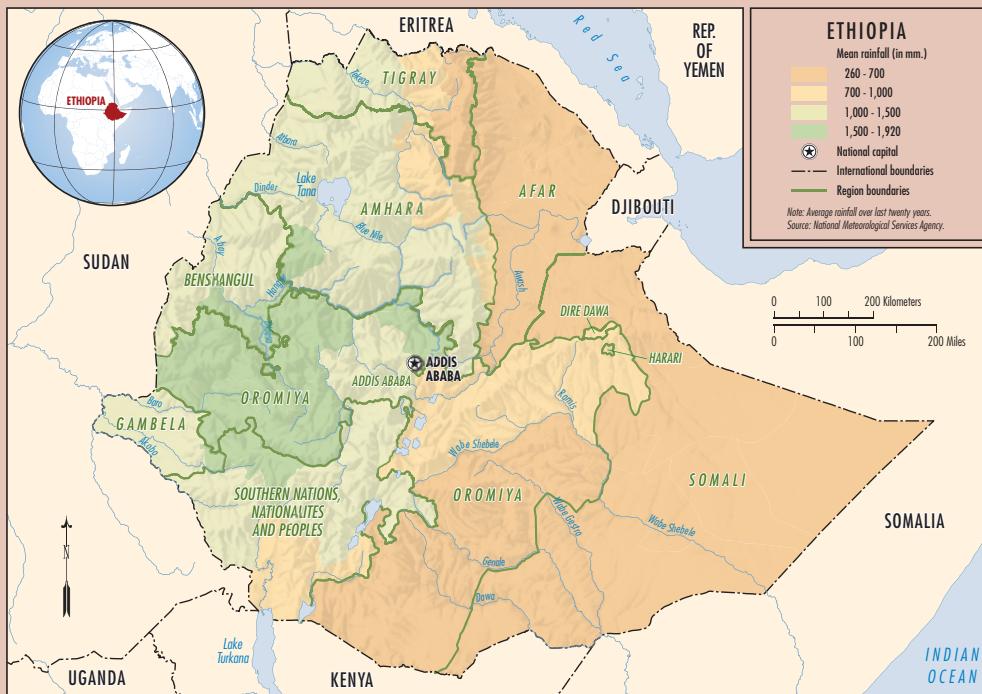 ERITREA
Red Sea
REP.
OF
YEMEN
ETHIOPIA
Mean rainfall (in mm.)
260 - 700
700 - 1,000
1,000 - 1,500
1,500 - 1,920
National capital
International boundaries
Region boundaries
Note: Average rainfall over last twenty years.
Source: National Meteorological Services Agency.
ETHIOPIA
Tekeze
TIGRAY
Atbara
Dinder
Lake
Tana
AMHARA
AFAR
DJIBOUTI
Blue Nile
Abay
SUDAN
BENSHANGUL
Hanger
Awash
0 100 200 Kilometers
0 100 200 Miles
DIRE DAWA
HARARI
ADDIS
ABABA
ADDIS ABABA
OROMIYA
Baro
GAMBELA
Akobo
Ramis
Wabe Shebele
SOMALI
SOUTHERN NATIONS,
NATIONALITES
AND PEOPLES
OROMIYA
Wabe Gestro
Wabe Shebele
SOMALIA
N
Genale
Dawa
Lake
Turkana
UGANDA
KENYA
INDIAN
OCEAN